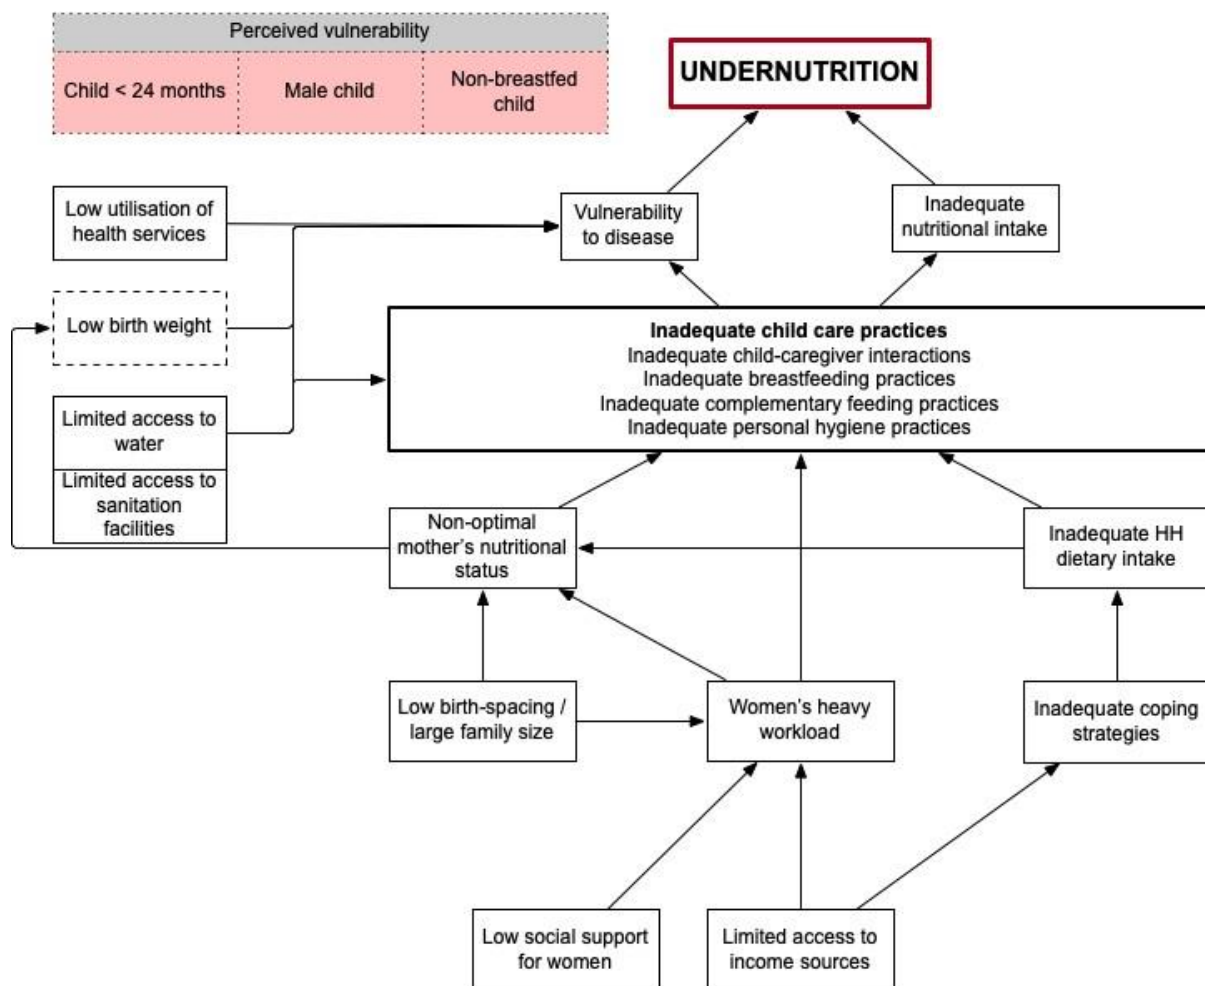 Perceived vulnerability
Child < 24 months
Male child
Non-breastfed
child
UNDERNUTRITION
Low utilisation of
health services
Vulnerability
to disease
Inadequate
nutritional intake
Low birth weight
Inadequate child care practices
Inadequate child-caregiver interactions
Inadequate breastfeeding practices
Inadequate complementary feeding practices
Inadequate personal hygiene practices
Limited access to
water
Limited access to
sanitation
facilities
Non-optimal
mother's nutritional
status
Inadequate HH
dietary intake
Low birth-spacing /
large family size
Women's heavy
workload
Inadequate coping
strategies
Low social support
for women
Limited access to
income sources